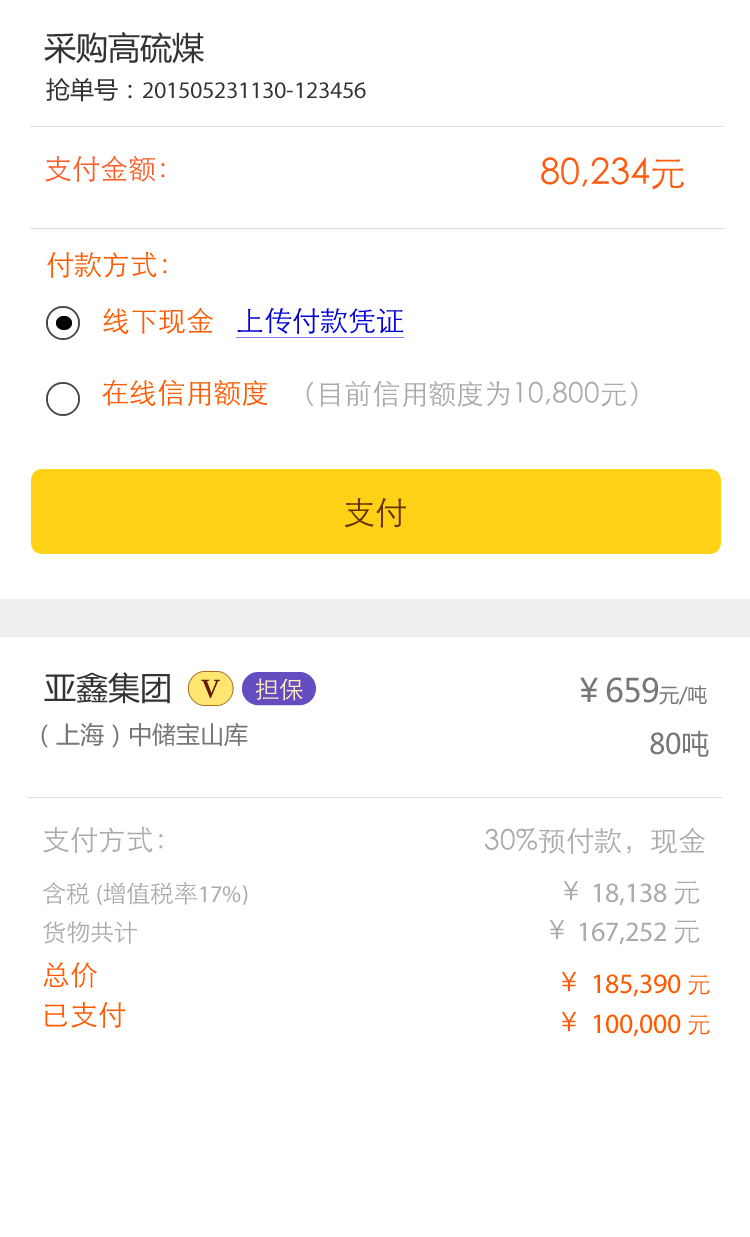 采购高硫煤
抢单号：201505231130-123456
支付金额: 80,234元
付款方式:
线下现金 上传付款凭证
在线信用额度 （目前信用额度为10,800元）
支付
亚鑫集团 V 担保 ¥ 659元/吨
（上海）中储宝山库 80吨
支付方式: 30%预付款，现金
含税 (增值税率17%) ¥ 18,138 元
货物共计 ¥ 167,252 元
总价 ¥ 185,390 元
已支付 ¥ 100,000 元